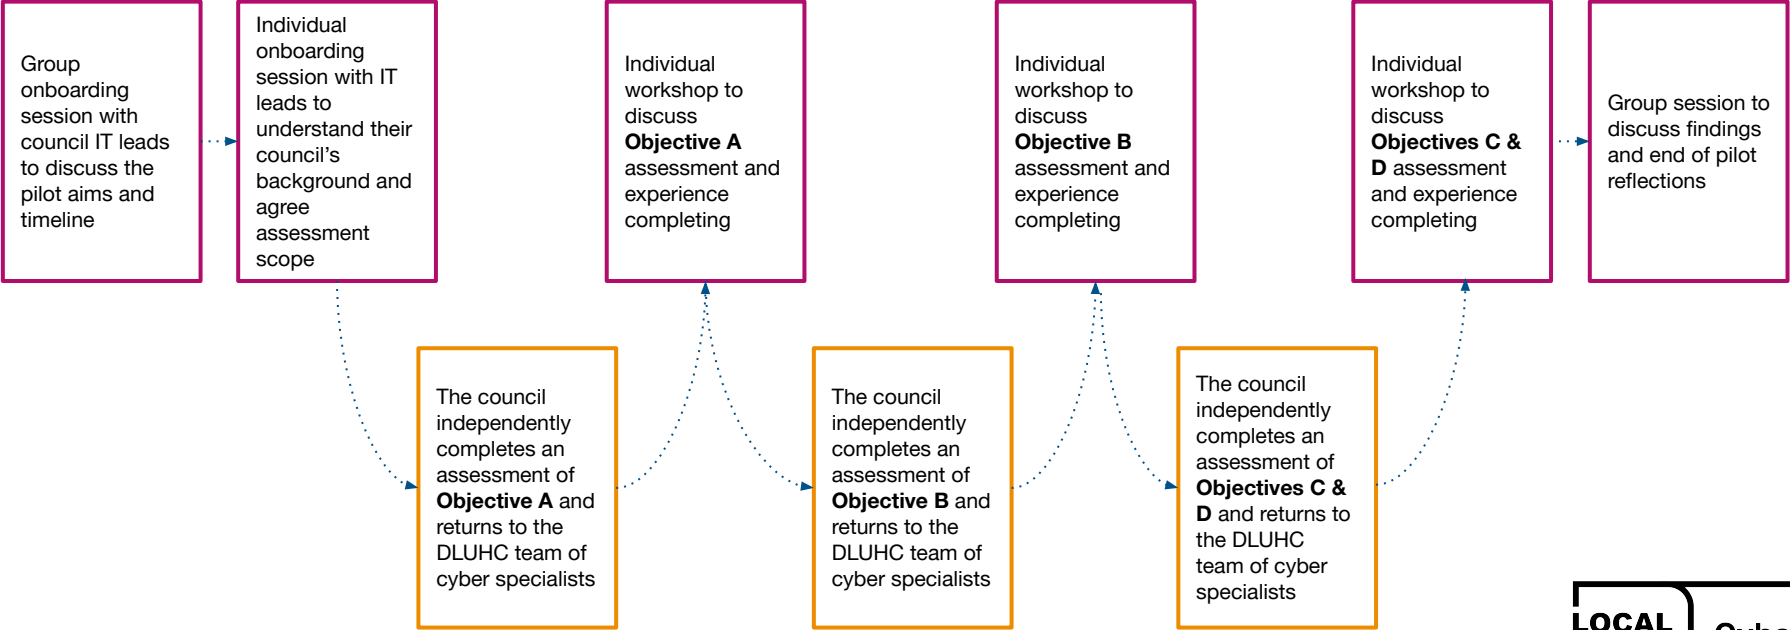 Group
onboarding
session with
council IT leads
to discuss the
pilot aims and
timeline
Individual
onboarding
session with IT
leads to
understand their
council’s
background and
agree
assessment
scope
Individual
workshop to
discuss
Objective A
assessment and
experience
completing
Individual
workshop to
discuss
Objective B
assessment and
experience
completing
Individual
workshop to
discuss
Objectives C &
D assessment
and experience
completing
Group session to
discuss findings
and end of pilot
reflections
The council
independently
completes an
assessment of
Objective A and
returns to the
DLUHC team of
cyber specialists
The council
independently
completes an
assessment of
Objective B and
returns to the
DLUHC team of
cyber specialists
The council
independently
completes an
assessment of
Objectives C &
D and returns to
the DLUHC
team of cyber
specialists
LOCAL